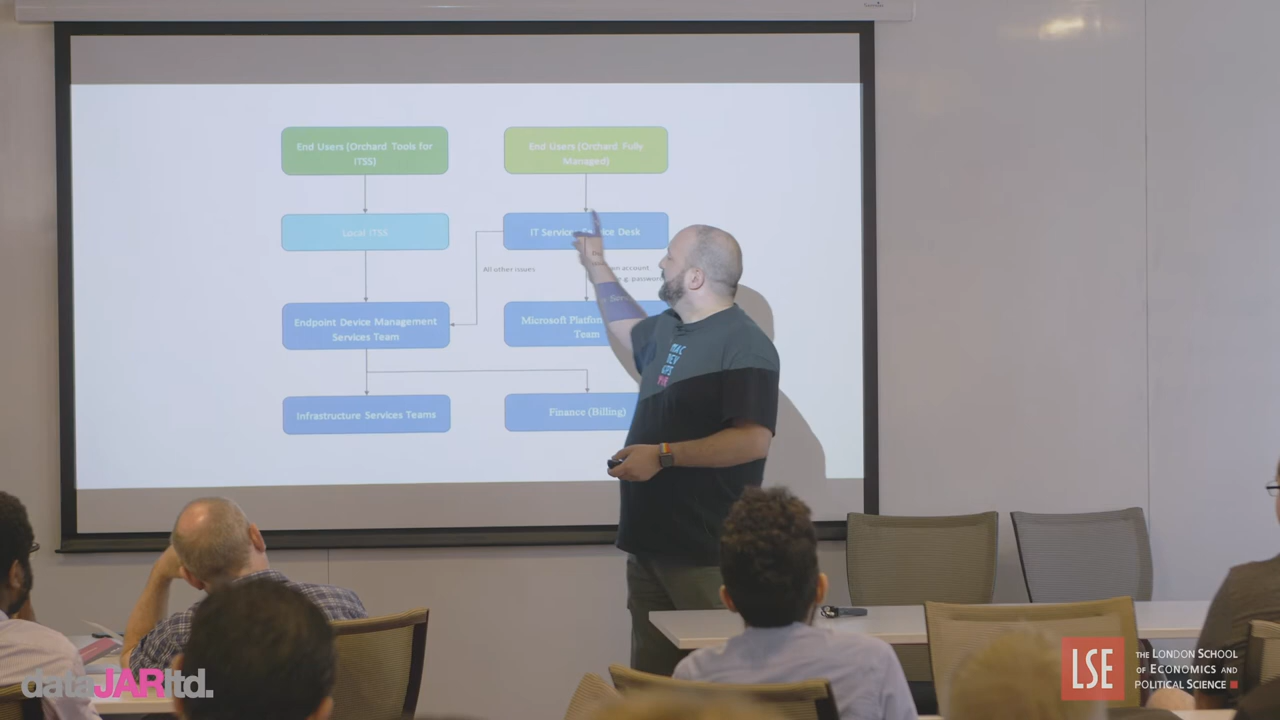 End Users (Orchard Tools for
ITSS)
End Users (Orchard Fully
Managed)
Local ITSS
IT Services Service Desk
All other issues
account
e.g. password
Endpoint Device Management
Services Team
Microsoft
Team
Infrastructure Services Teams
Finance (Billing)
dataJARltd.
LSE
THE LONDON SCHOOL
OF ECONOMICS AND
POLITICAL SCIENCE